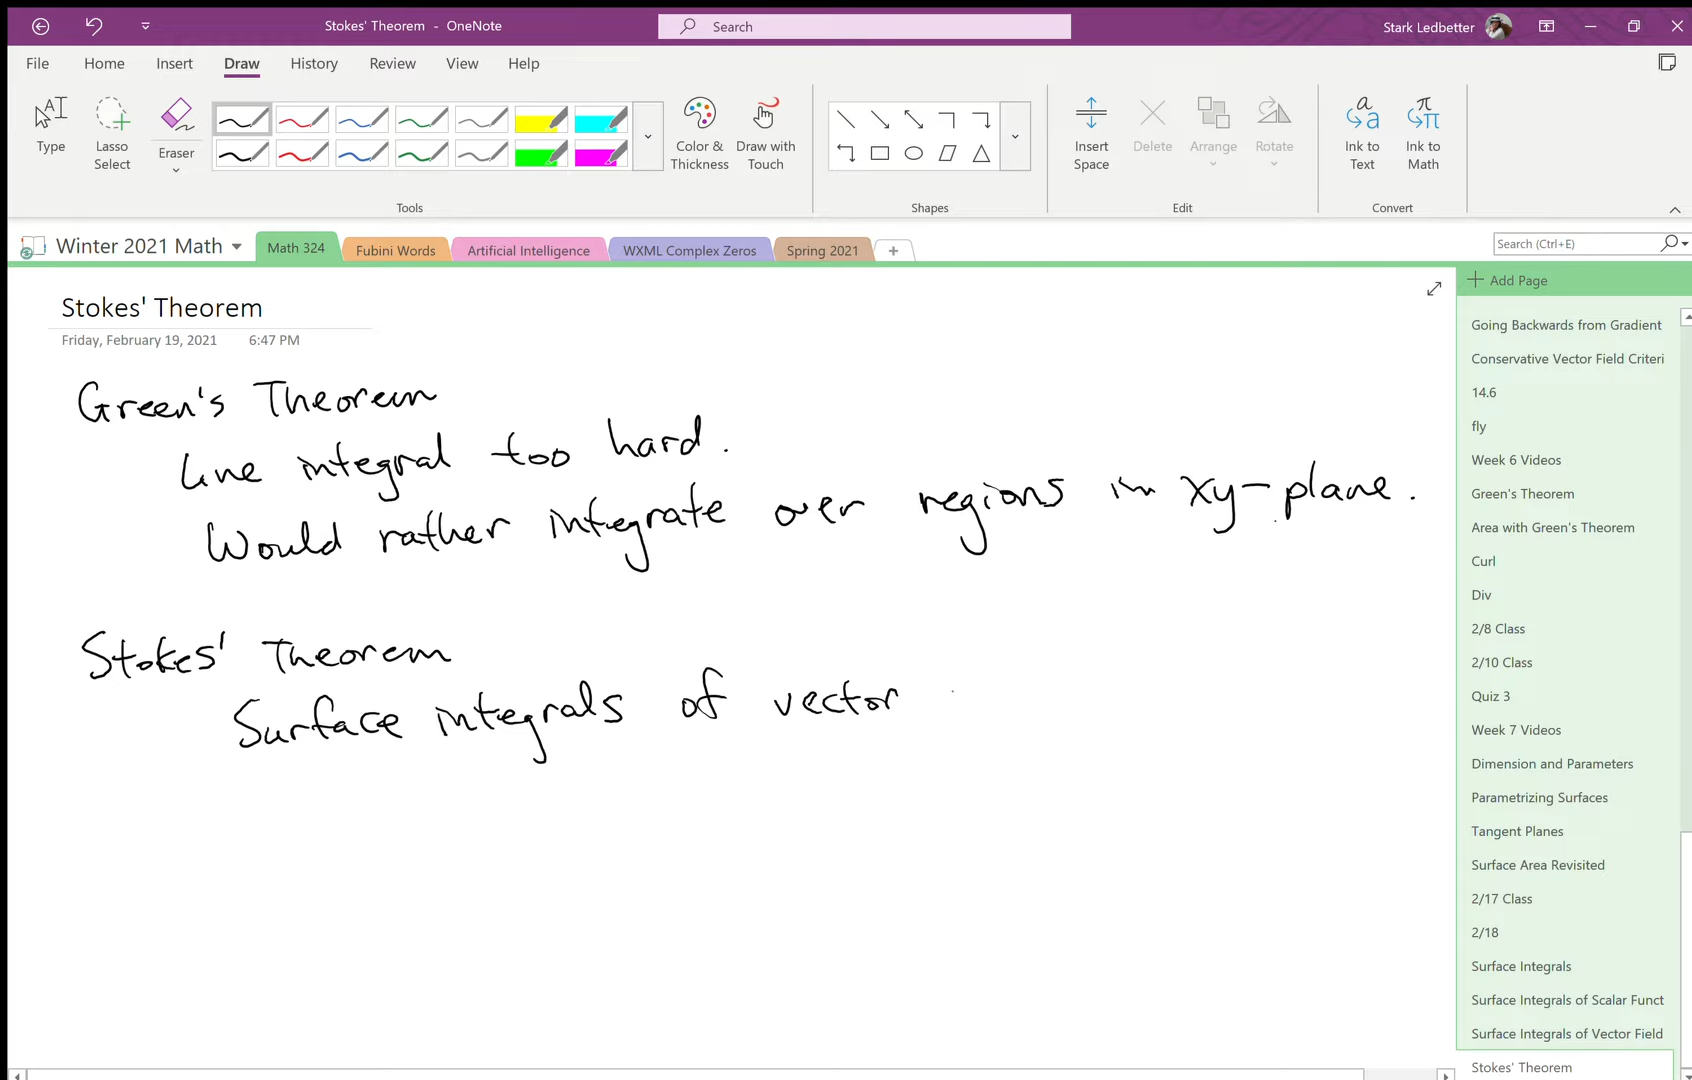 Stokes' Theorem - OneNote
Search
Stark Ledbetter
File Home Insert Draw History Review View Help
Type
Lasso Select
Eraser
Color & Thickness
Draw with Touch
Insert Space
Delete
Arrange
Rotate
Ink to Text
Ink to Math
Tools
Shapes
Edit
Convert
Winter 2021 Math
Math 324
Fubini Words
Artificial Intelligence
WXML Complex Zeros
Spring 2021
Search (Ctrl+E)
Stokes' Theorem
Friday, February 19, 2021 6:47 PM
Green's Theorem
Line integral too hard.
Would rather integrate over regions in xy-plane.
Stokes' Theorem
Surface integrals of vector
Add Page
Going Backwards from Gradient
Conservative Vector Field Criteri
14.6
fly
Week 6 Videos
Green's Theorem
Area with Green's Theorem
Curl
Div
2/8 Class
2/10 Class
Quiz 3
Week 7 Videos
Dimension and Parameters
Parametrizing Surfaces
Tangent Planes
Surface Area Revisited
2/17 Class
2/18
Surface Integrals
Surface Integrals of Scalar Funct
Surface Integrals of Vector Field
Stokes' Theorem